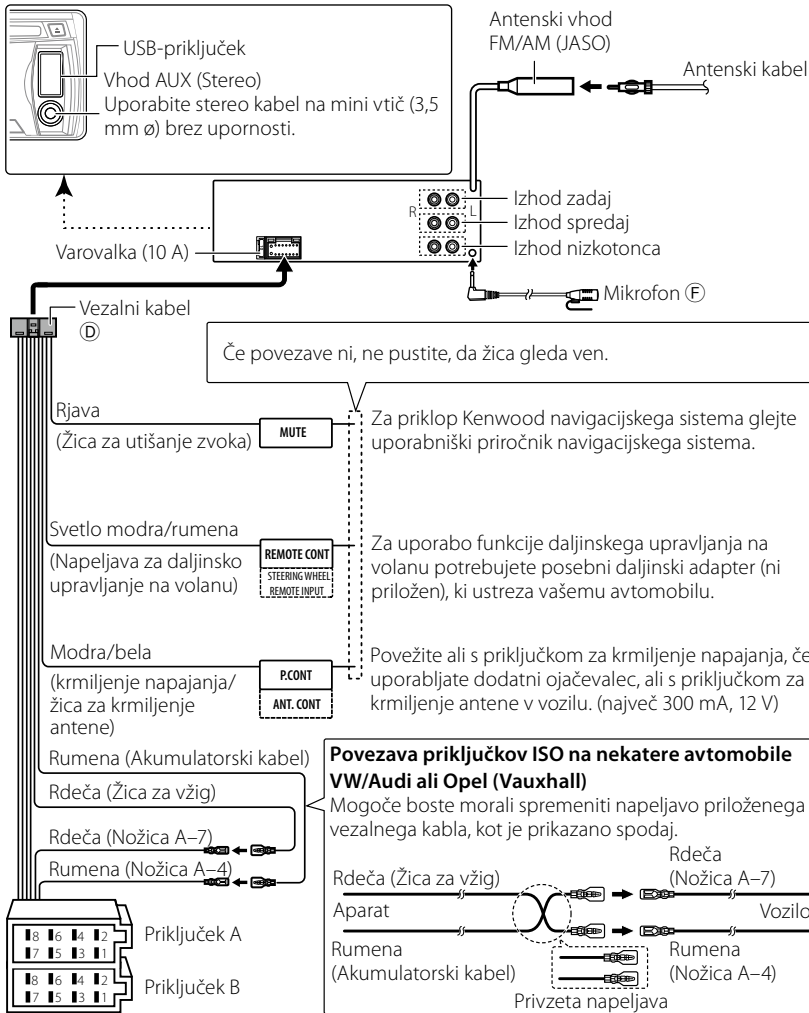 USB-priključek
Vhod AUX (Stereo)
Uporabite stereo kabel na mini vtič (3,5
mm ø) brez upornosti.
Antenski vhod
FM/AM (JASO)
Antenski kabel
R
L
Izhod zadaj
Izhod spredaj
Izhod nizkotonca
Varovalka (10 A)
Mikrofon Ⓕ
Vezalni kabel
Ⓓ
Če povezave ni, ne pustite, da žica gleda ven.
Rjava
(Žica za utišanje zvoka)
MUTE
Za priklop Kenwood navigacijskega sistema glejte
uporabniški priročnik navigacijskega sistema.
Svetlo modra/rumena
(Napeljava za daljinsko
upravljanje na volanu)
REMOTE CONT
STEERING WHEEL
REMOTE INPUT
Za uporabo funkcije daljinskega upravljanja na
volanu potrebujete posebni daljinski adapter (ni
priložen), ki ustreza vašemu avtomobilu.
Modra/bela
(krmiljenje napajanja/
žica za krmiljenje
antene)
P.CONT
ANT. CONT
Povežite ali s priključkom za krmiljenje napajanja, če
uporabljate dodatni ojačevalec, ali s priključkom za
krmiljenje antene v vozilu. (največ 300 mA, 12 V)
Rumena (Akumulatorski kabel)
Rdeča (Žica za vžig)
Rdeča (Nožica A–7)
Rumena (Nožica A–4)
Povezava priključkov ISO na nekatere avtomobile
VW/Audi ali Opel (Vauxhall)
Mogoče boste morali spremeniti napeljavo priloženega
vezalnega kabla, kot je prikazano spodaj.
Rdeča (Žica za vžig)
Rdeča
(Nožica A–7)
Aparat
Vozilo
Rumena
(Akumulatorski kabel)
Rumena
(Nožica A–4)
Privzeta napeljava
8 6 4 2
7 5 3 1
Priključek A
8 6 4 2
7 5 3 1
Priključek B